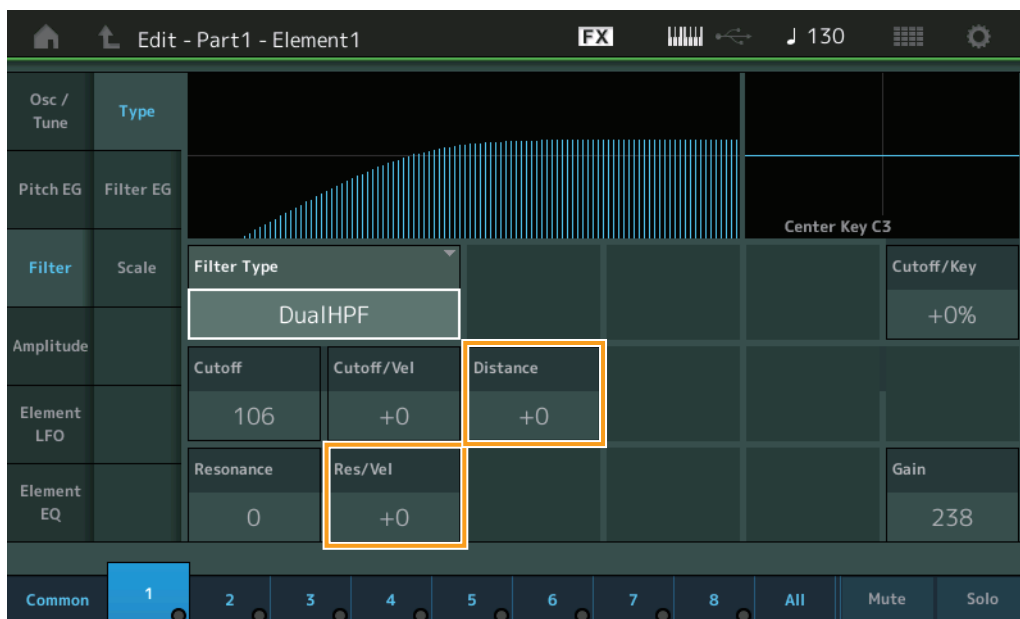 Edit - Part1 - Element1
FX
130
Osc /
Tune
Type
Pitch EG
Filter EG
Center Key C3
Filter
Scale
Filter Type
DualHPF
Cutoff/Key
+0%
Amplitude
Cutoff
106
Cutoff/Vel
+0
Distance
+0
Element
LFO
Resonance
0
Res/Vel
+0
Gain
238
Element
EQ
Common
1
2
3
4
5
6
7
8
All
Mute
Solo